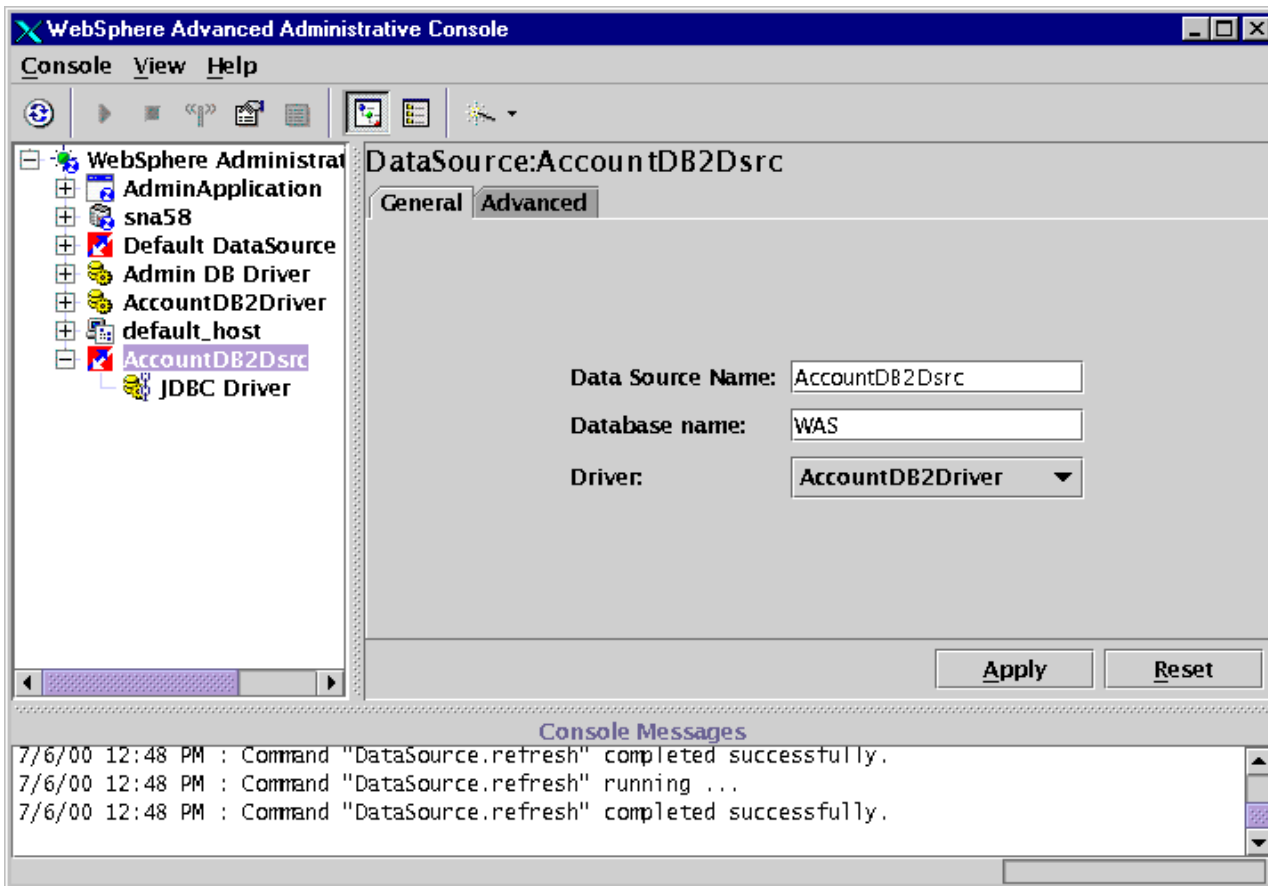 WebSphere Advanced Administrative Console
Console View Help
WebSphere Administrat
AdminApplication
sna58
Default DataSource
Admin DB Driver
AccountDB2Driver
default_host
AccountDB2Dsrc
JDBC Driver
DataSource:AccountDB2Dsrc
General Advanced
Data Source Name: AccountDB2Dsrc
Database name: WAS
Driver: AccountDB2Driver
Apply Reset
Console Messages
7/6/00 12:48 PM : Command "DataSource.refresh" completed successfully.
7/6/00 12:48 PM : Command "DataSource.refresh" running ...
7/6/00 12:48 PM : Command "DataSource.refresh" completed successfully.